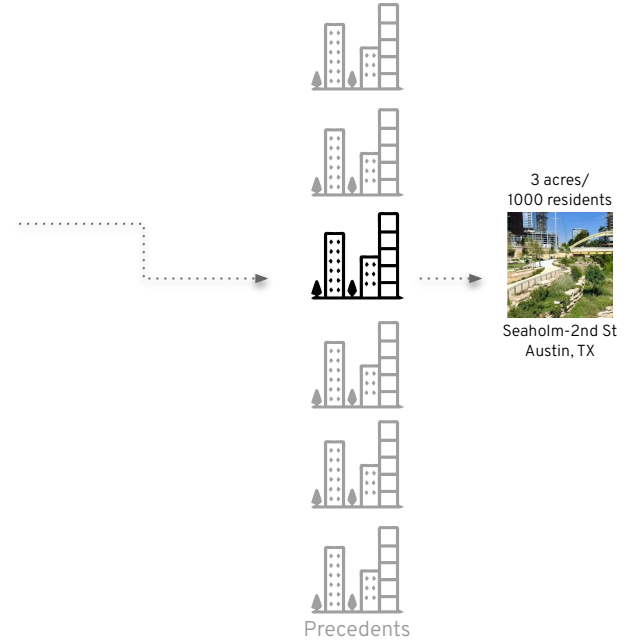 3 acres/
1000 residents
Seaholm-2nd St
Austin, TX
Precedents